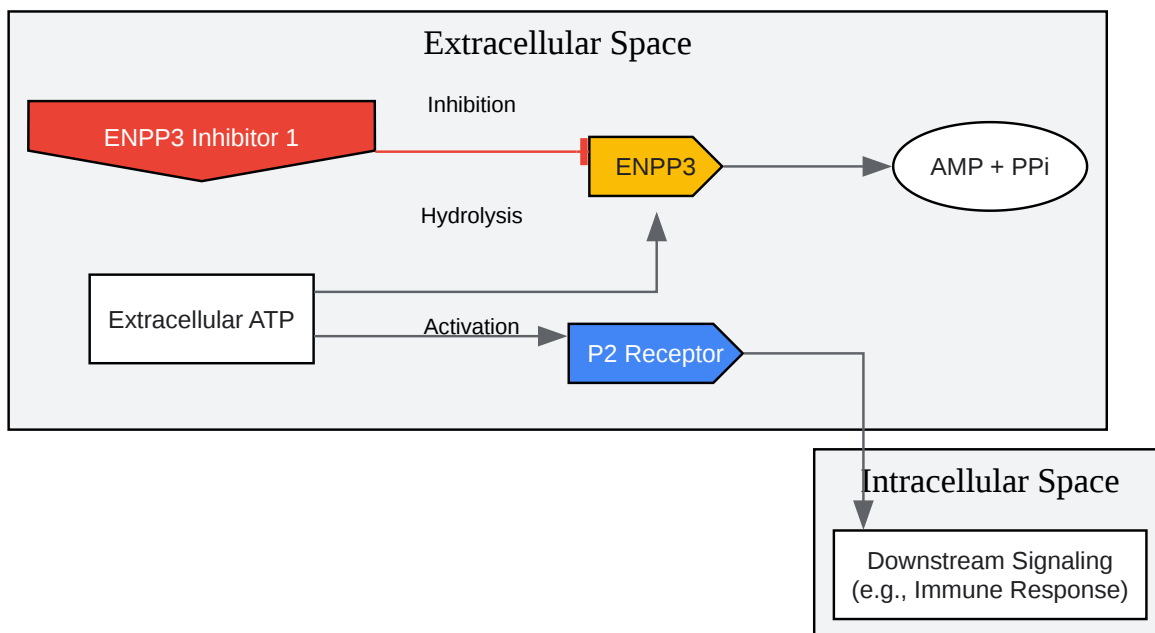 Extracellular Space
Inhibition
ENPP3 Inhibitor 1
ENPP3
AMP + PPi
Hydrolysis
Extracellular ATP
Activation
P2 Receptor
Intracellular Space
Downstream Signaling
(e.g., Immune Response)